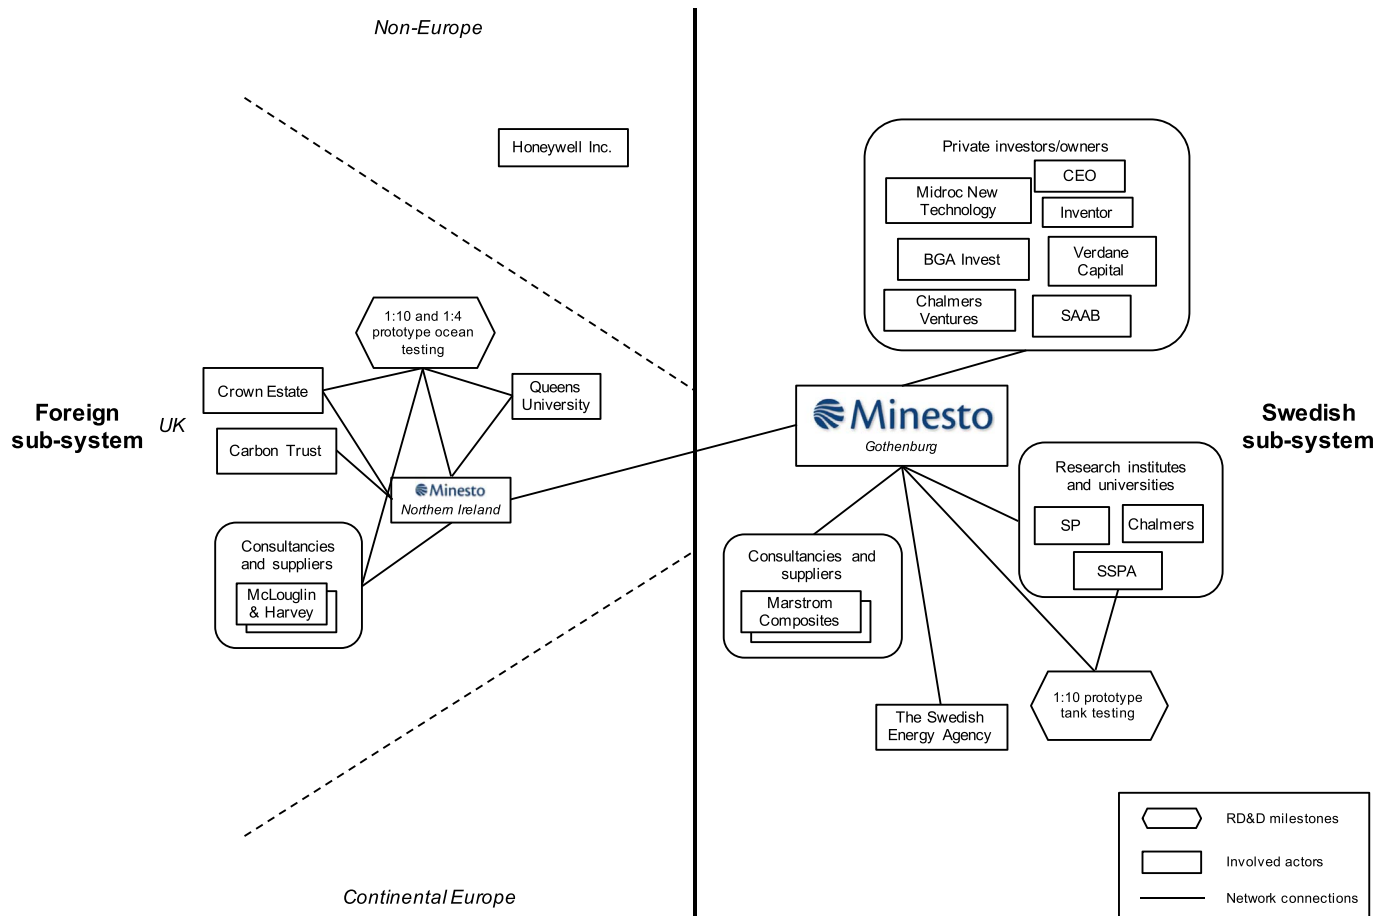 Non-Europe
Honeywell Inc.
Private investors/owners
CEO
Midroc New
Technology
Inventor
BGA Invest
Verdane
Capital
Chalmers
Ventures
SAAB
1:10 and 1:4
prototype ocean
testing
Crown Estate
Queens
University
Carbon Trust
Foreign
sub-system
UK
Minesto
Northern Ireland
Consultancies
and suppliers
McLouglin
& Harvey
Minesto
Gothenburg
Swedish
sub-system
Research institutes
and universities
SP
Chalmers
SSPA
Consultancies and
suppliers
Marstrom
Composites
The Swedish
Energy Agency
1:10 prototype
tank testing
Continental Europe
RD&D milestones
Involved actors
Network connections